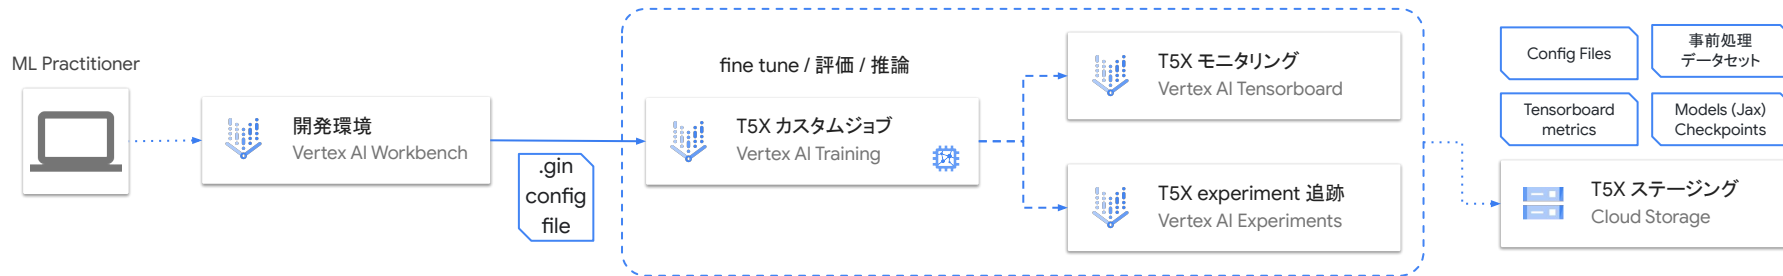 ML Practitioner
開発環境
Vertex AI Workbench
.gin
config
file
fine tune / 評価 / 推論
T5X カスタムジョブ
Vertex AI Training
T5X モニタリング
Vertex AI Tensorboard
T5X experiment 追跡
Vertex AI Experiments
Config Files
事前処理
データセット
Tensorboard
metrics
Models (Jax)
Checkpoints
T5X ステージング
Cloud Storage